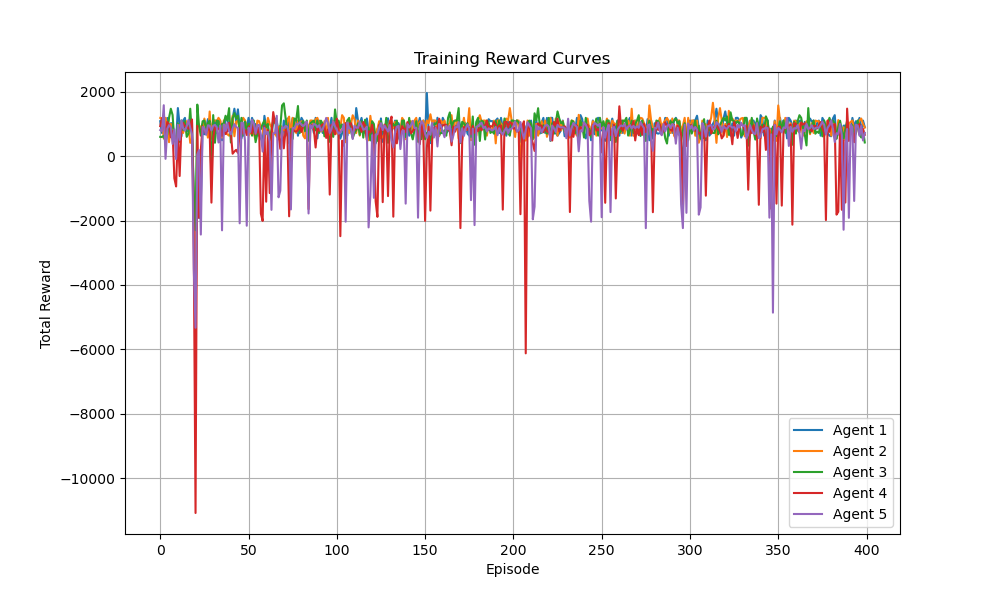 Training Reward Curves
2000
0
−2000
−4000
−6000
−8000
−10000
Total Reward
0 50 100 150 200 250 300 350 400
Episode
Agent 1
Agent 2
Agent 3
Agent 4
Agent 5